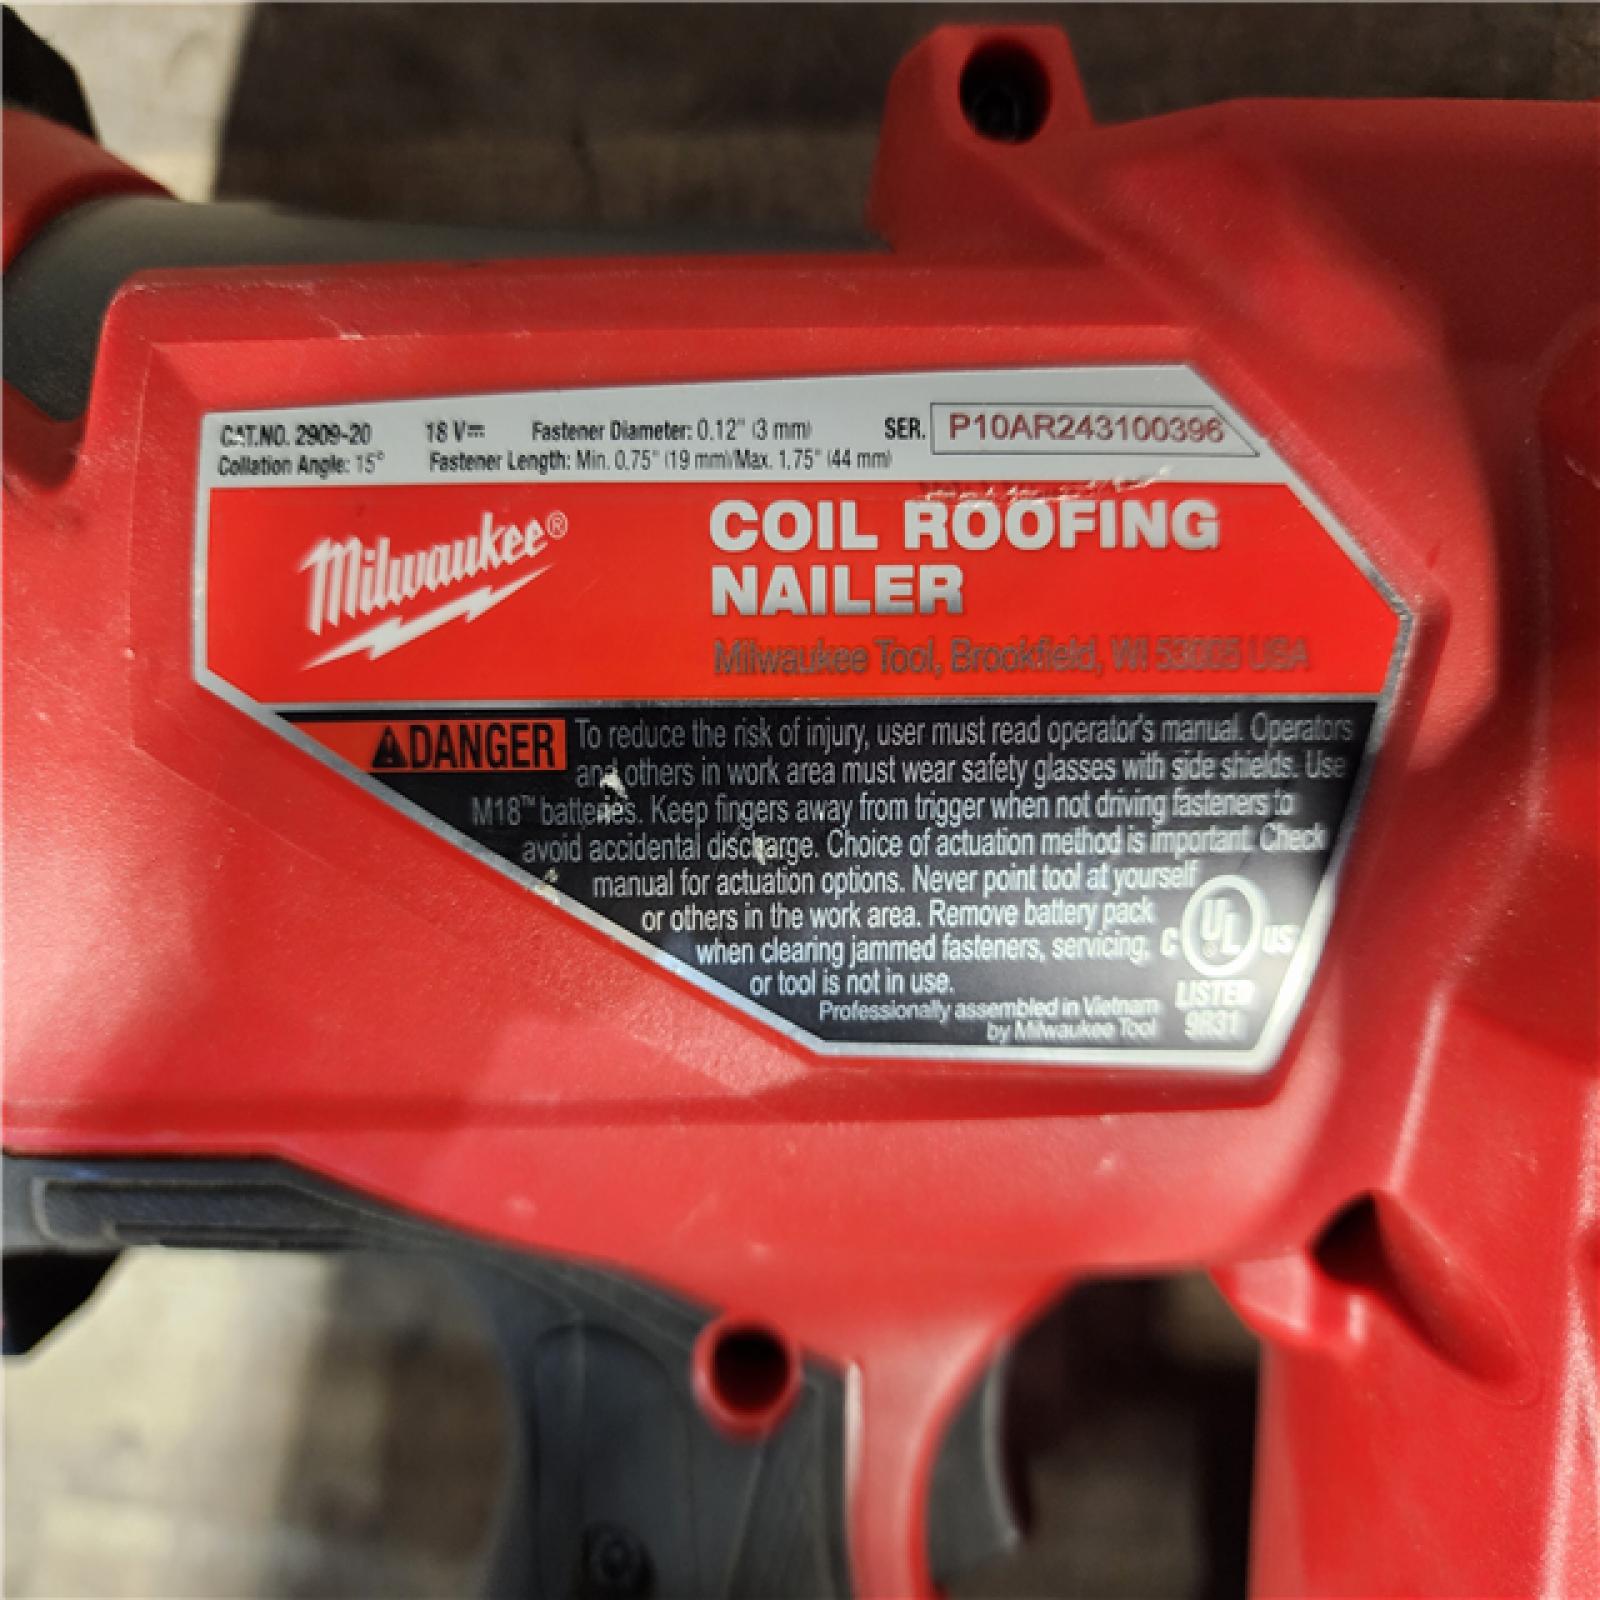 CAT.NO. 2909-20 18 V⎓ Fastener Diameter: 0.12" (3 mm) SER. P10AR243100396
Collation Angle: 15° Fastener Length: Min. 0.75" (19 mm)/Max. 1.75" (44 mm)
Milwaukee®
COIL ROOFING
NAILER
Milwaukee Tool, Brookfield, WI 53005 USA
⚠DANGER To reduce the risk of injury, user must read operator's manual. Operators
and others in work area must wear safety glasses with side shields. Use
M18™ batteries. Keep fingers away from trigger when not driving fasteners to
avoid accidental discharge. Choice of actuation method is important. Check
manual for actuation options. Never point tool at yourself
or others in the work area. Remove battery pack
when clearing jammed fasteners, servicing,
or tool is not in use.
Professionally assembled in Vietnam
by Milwaukee Tool
C UL ® US
LISTED
9R31